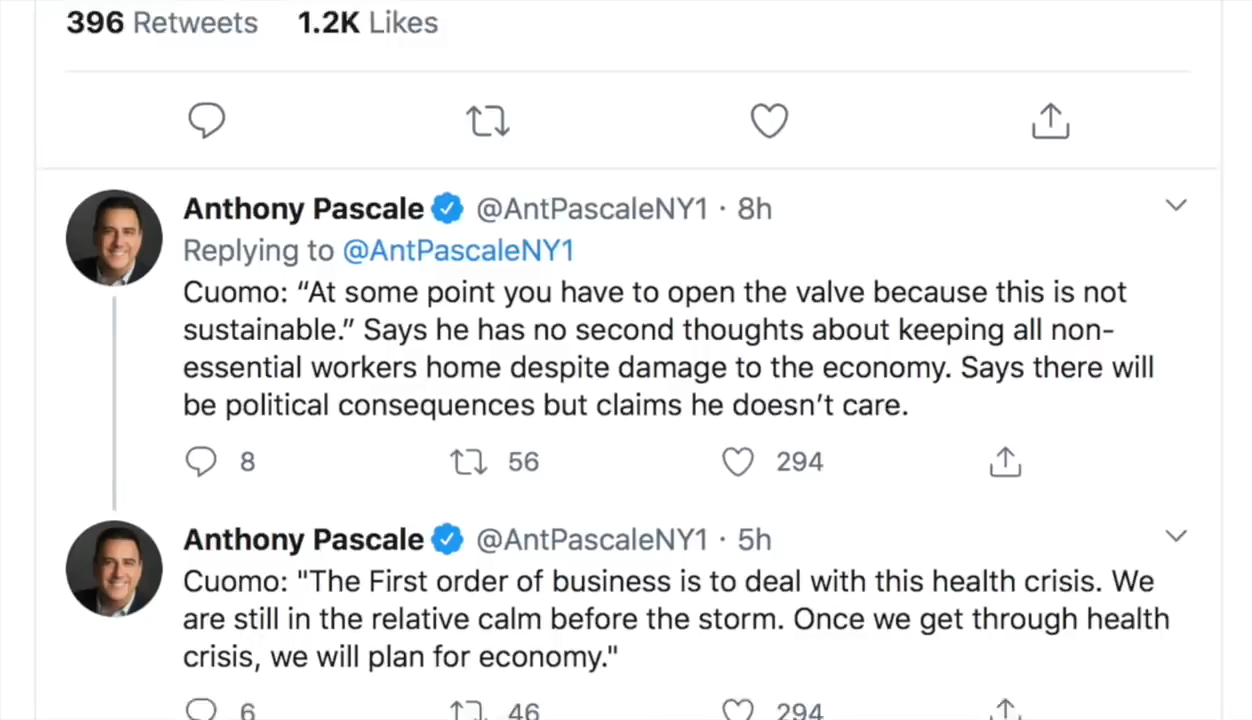 396 Retweets 1.2K Likes
Anthony Pascale @AntPascaleNY1 · 8h
Replying to @AntPascaleNY1
Cuomo: “At some point you have to open the valve because this is not
sustainable.” Says he has no second thoughts about keeping all non-
essential workers home despite damage to the economy. Says there will
be political consequences but claims he doesn’t care.
8 56 294
Anthony Pascale @AntPascaleNY1 · 5h
Cuomo: "The First order of business is to deal with this health crisis. We
are still in the relative calm before the storm. Once we get through health
crisis, we will plan for economy."
6 46 294